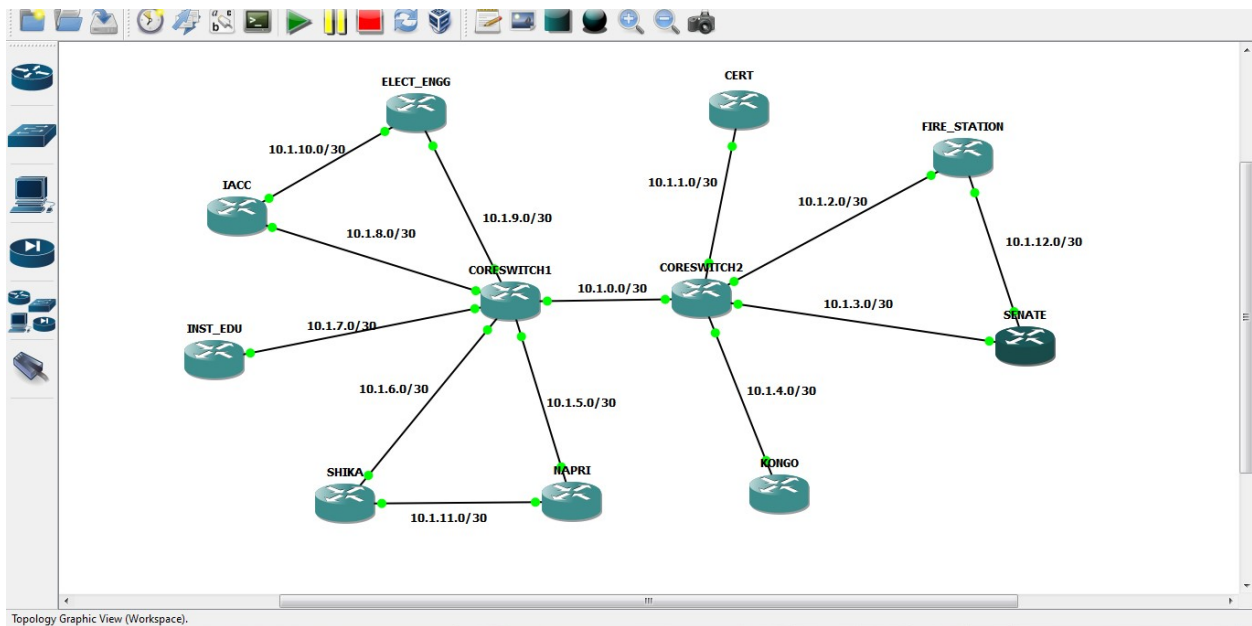 ELECT_ENGG
CERT
FIRE_STATION
10.1.10.0/30
IACC
10.1.1.0/30
10.1.2.0/30
10.1.9.0/30
10.1.8.0/30
10.1.12.0/30
CORESWITCH1
CORESWITCH2
10.1.0.0/30
10.1.3.0/30
SENATE
INST_EDU
10.1.7.0/30
10.1.6.0/30
10.1.5.0/30
10.1.4.0/30
SHIKA
NAPRI
KONGO
10.1.11.0/30
Topology Graphic View (Workspace).